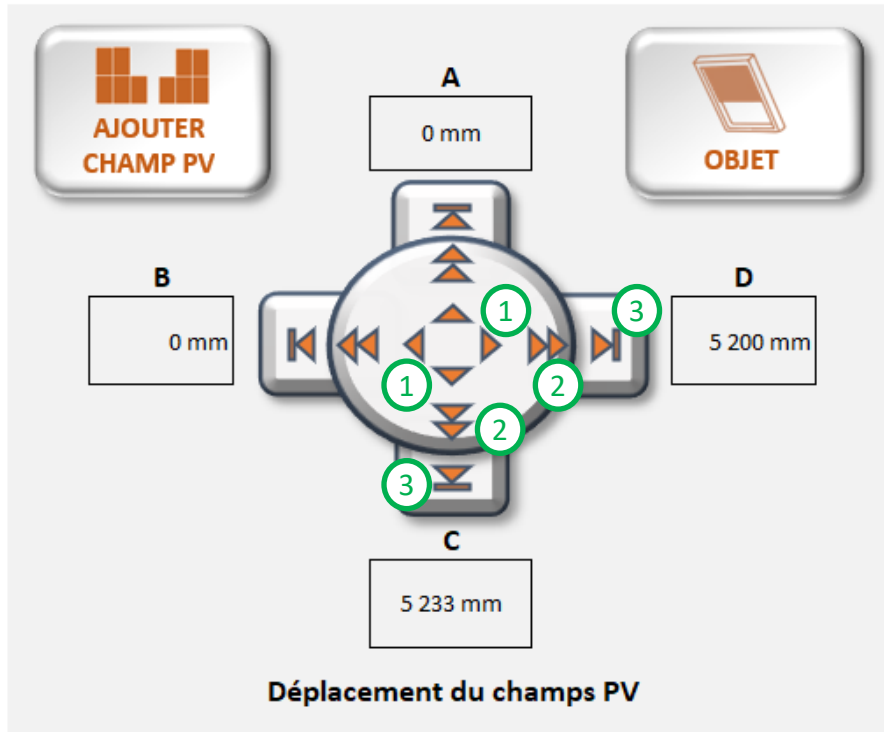 AJOUTER
CHAMP PV
A
0 mm
OBJET
B
0 mm
D
5 200 mm
1
3
1
2
2
3
C
5 233 mm
Déplacement du champs PV